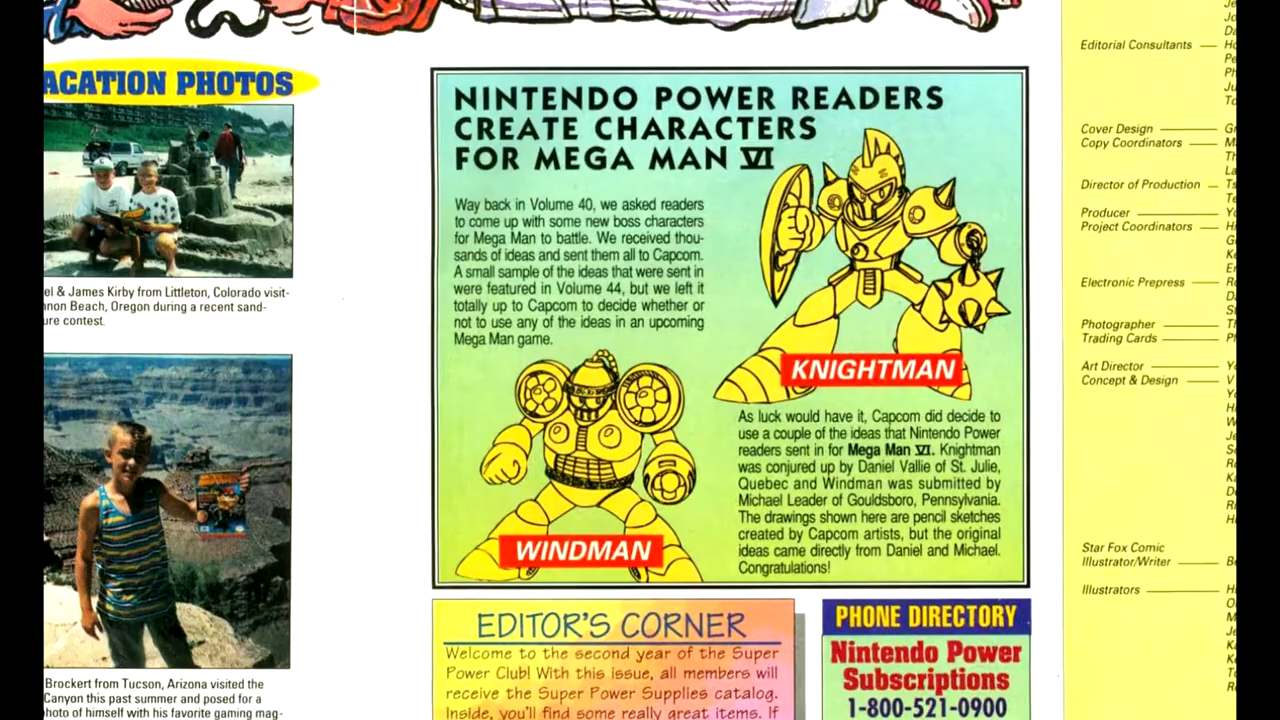 ACATION PHOTOS
el & James Kirby from Littleton, Colorado visit-
non Beach, Oregon during a recent sand-
ure contest.
Brockert from Tucson, Arizona visited the
Canyon this past summer and posed for a
hoto of himself with his favorite gaming mag-
NINTENDO POWER READERS
CREATE CHARACTERS
FOR MEGA MAN VI
Way back in Volume 40, we asked readers
to come up with some new boss characters
for Mega Man to battle. We received thou-
sands of ideas and sent them all to Capcom.
A small sample of the ideas that were sent in
were featured in Volume 44, but we left it
totally up to Capcom to decide whether or
not to use any of the ideas in an upcoming
Mega Man game.
KNIGHTMAN
WINDMAN
As luck would have it, Capcom did decide to
use a couple of the ideas that Nintendo Power
readers sent in for Mega Man VI. Knightman
was conjured up by Daniel Vallie of St. Julie,
Quebec and Windman was submitted by
Michael Leader of Gouldsboro, Pennsylvania.
The drawings shown here are pencil sketches
created by Capcom artists, but the original
ideas came directly from Daniel and Michael.
Congratulations!
EDITOR'S CORNER
Welcome to the second year of the Super
Power Club! With this issue, all members will
receive the Super Power Supplies catalog.
Inside, you'll find some really great items. If
PHONE DIRECTORY
Nintendo Power
Subscriptions
1-800-521-0900
Editorial Consultants
Cover Design
Copy Coordinators
Director of Production
Producer
Project Coordinators
Electronic Prepress
Photographer
Trading Cards
Art Director
Concept & Design
Star Fox Comic
Illustrator/Writer
Illustrators